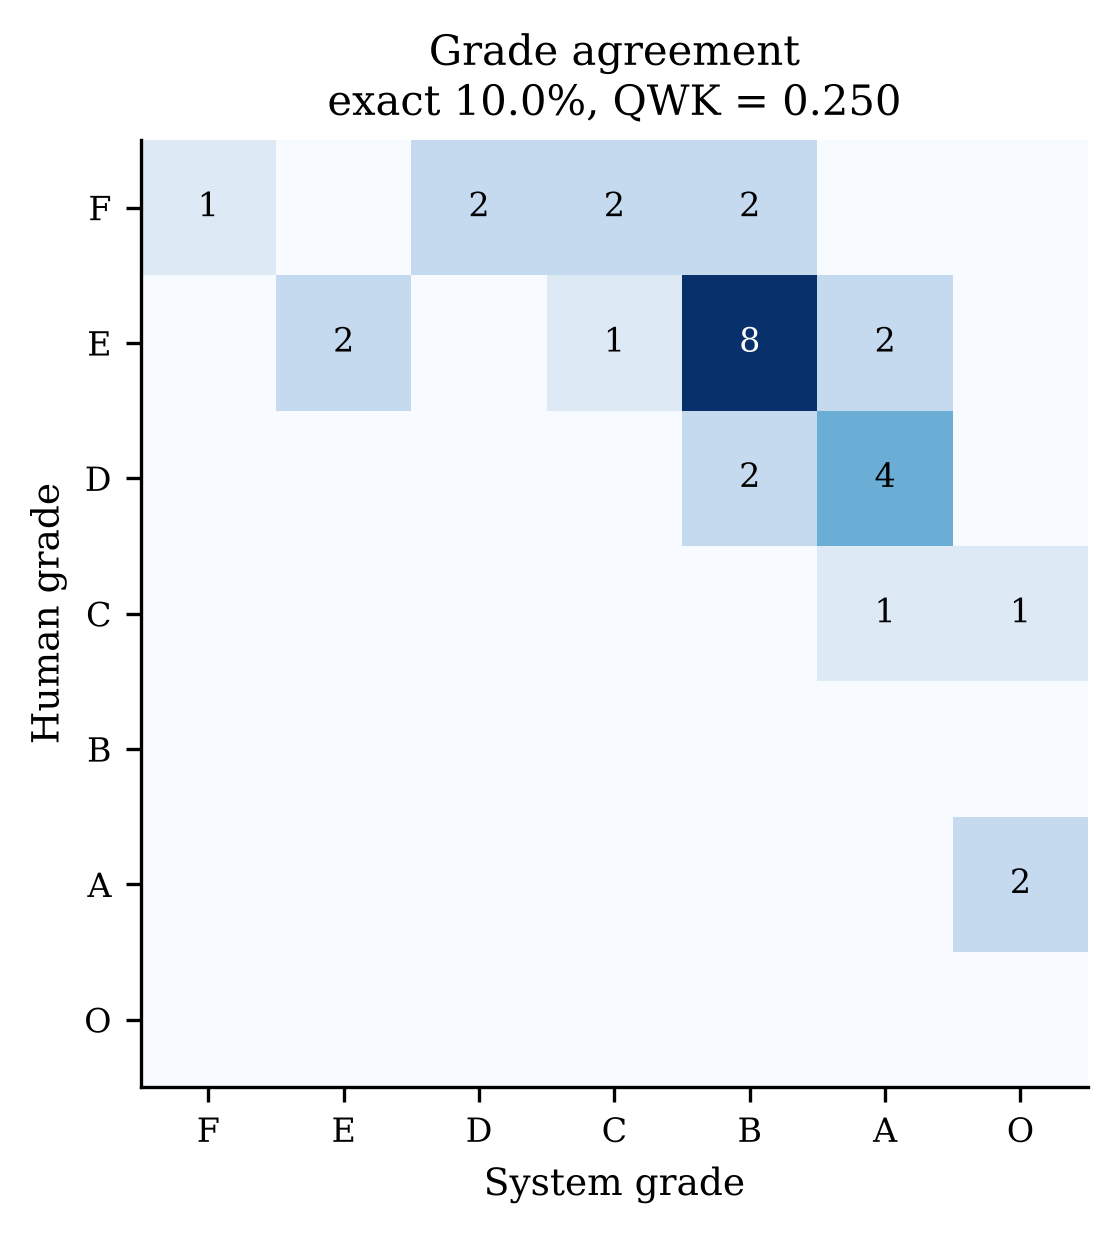 Grade agreement
exact 10.0%, QWK = 0.250
Human grade
F 1 2 2 2
E 2 1 8 2
D 2 4
C 1 1
B
A 2
O
F E D C B A O
System grade